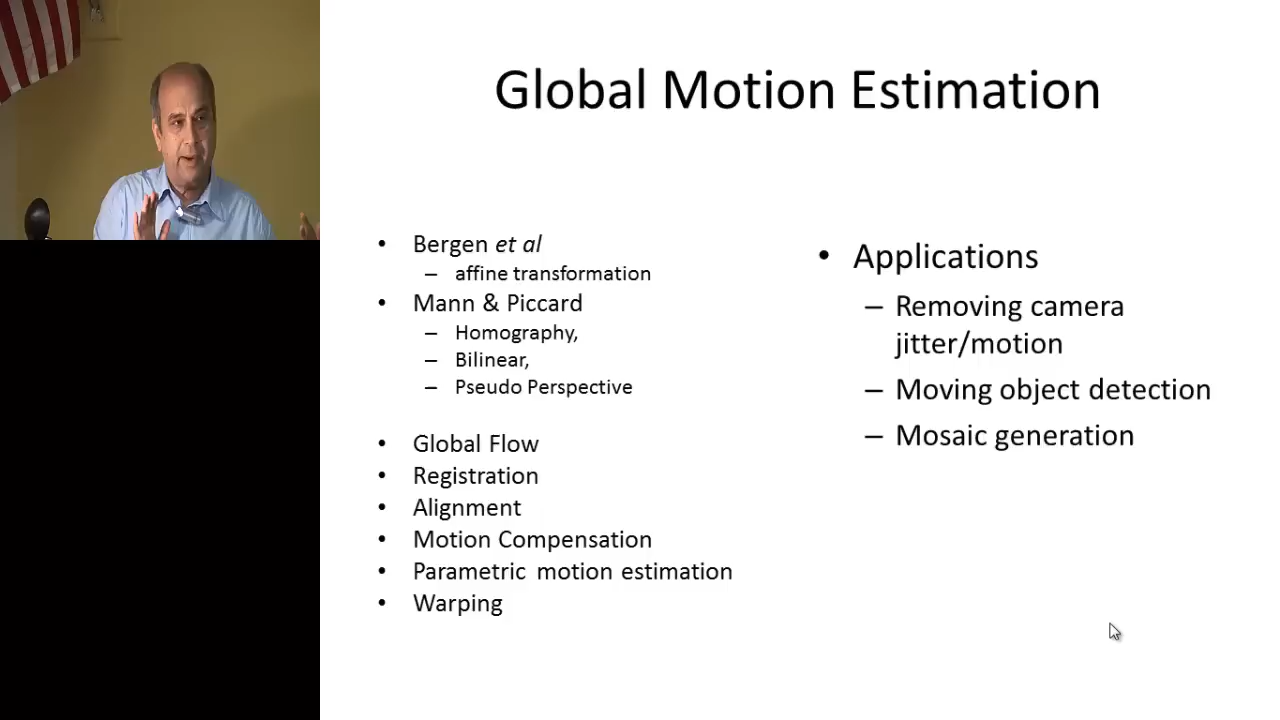 Global Motion Estimation
• Bergen et al
– affine transformation
• Mann & Piccard
– Homography,
– Bilinear,
– Pseudo Perspective
• Global Flow
• Registration
• Alignment
• Motion Compensation
• Parametric motion estimation
• Warping
• Applications
– Removing camera
jitter/motion
– Moving object detection
– Mosaic generation